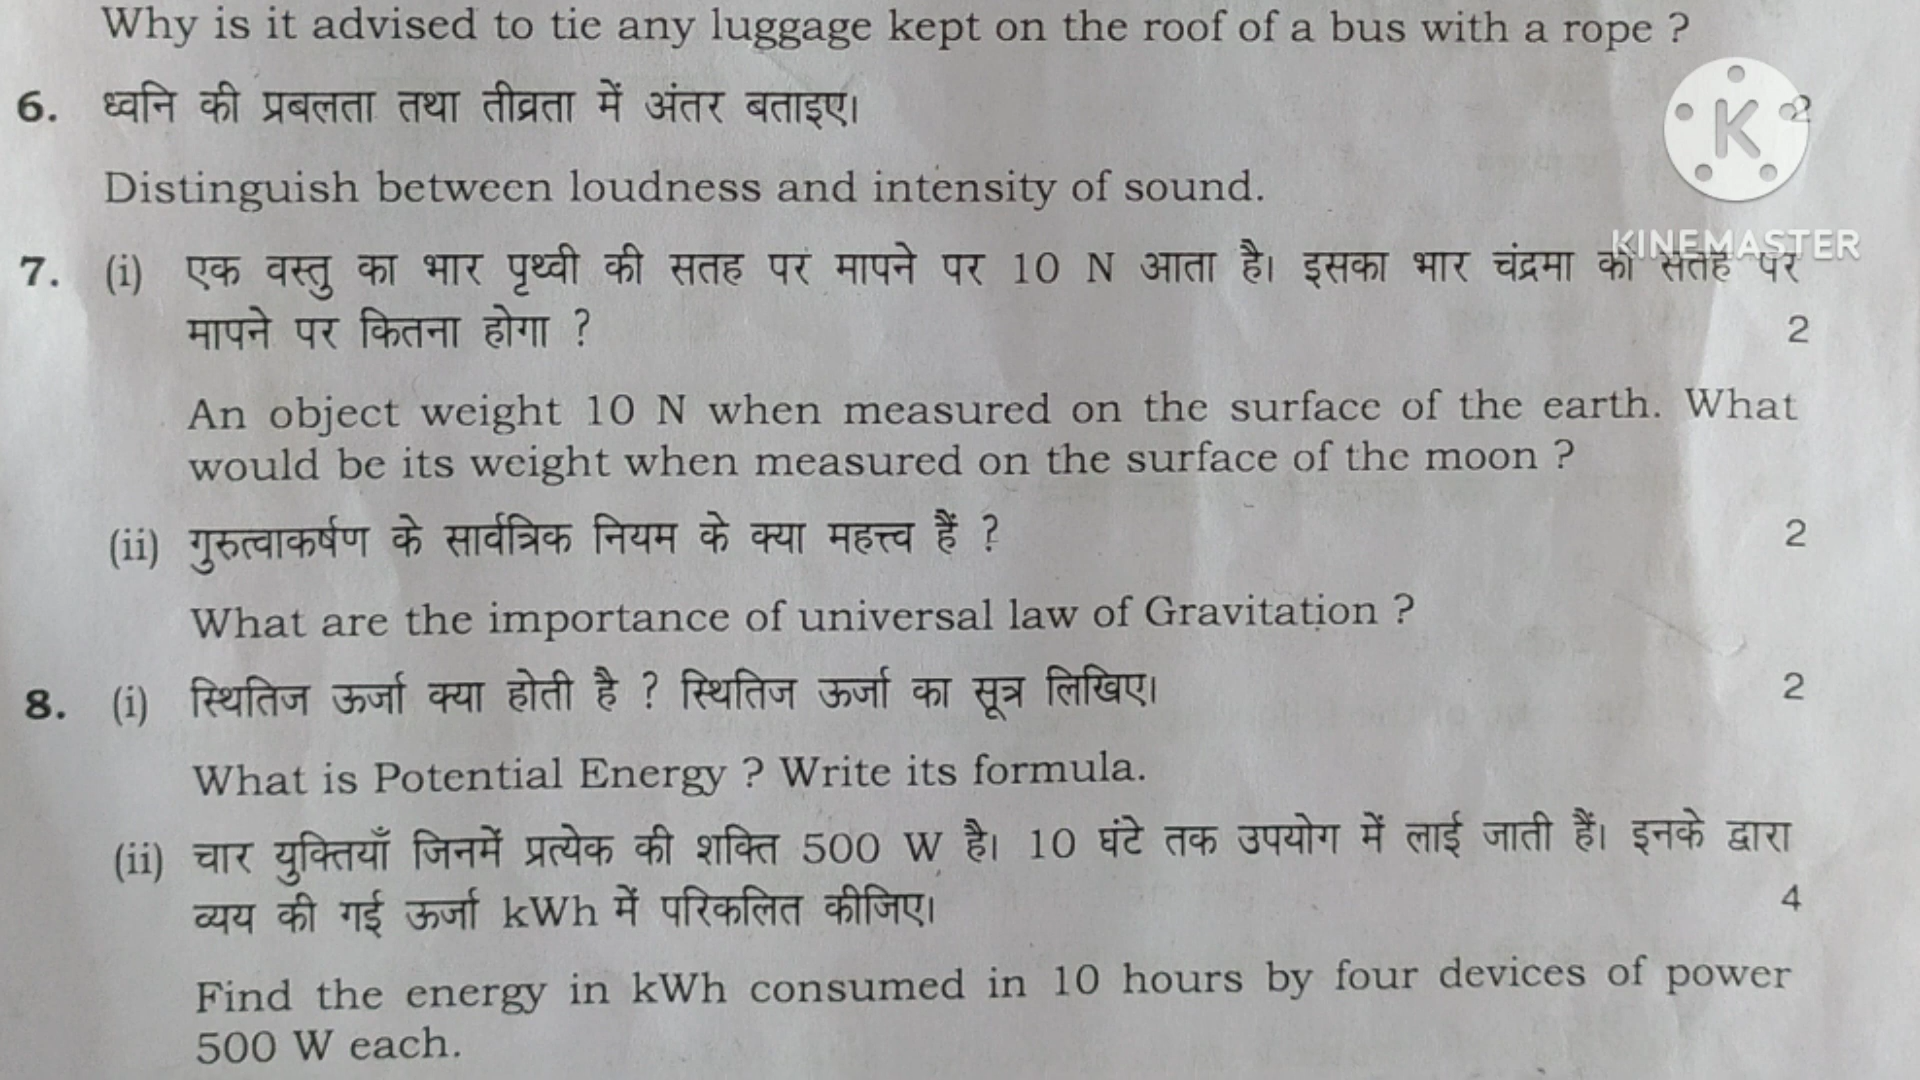 Why is it advised to tie any luggage kept on the roof of a bus with a rope ?
6. ध्वनि की प्रबलता तथा तीव्रता में अंतर बताइए। 2
K
Distinguish between loudness and intensity of sound.
KINEMASTER
7. (i) एक वस्तु का भार पृथ्वी की सतह पर मापने पर 10 N आता है। इसका भार चंद्रमा की सतह पर
मापने पर कितना होगा ? 2
An object weight 10 N when measured on the surface of the earth. What
would be its weight when measured on the surface of the moon ?
(ii) गुरुत्वाकर्षण के सार्वत्रिक नियम के क्या महत्त्व हैं ? 2
What are the importance of universal law of Gravitation ?
8. (i) स्थितिज ऊर्जा क्या होती है ? स्थितिज ऊर्जा का सूत्र लिखिए। 2
What is Potential Energy ? Write its formula.
(ii) चार युक्तियाँ जिनमें प्रत्येक की शक्ति 500 W है। 10 घंटे तक उपयोग में लाई जाती हैं। इनके द्वारा
व्यय की गई ऊर्जा kWh में परिकलित कीजिए। 4
Find the energy in kWh consumed in 10 hours by four devices of power
500 W each.